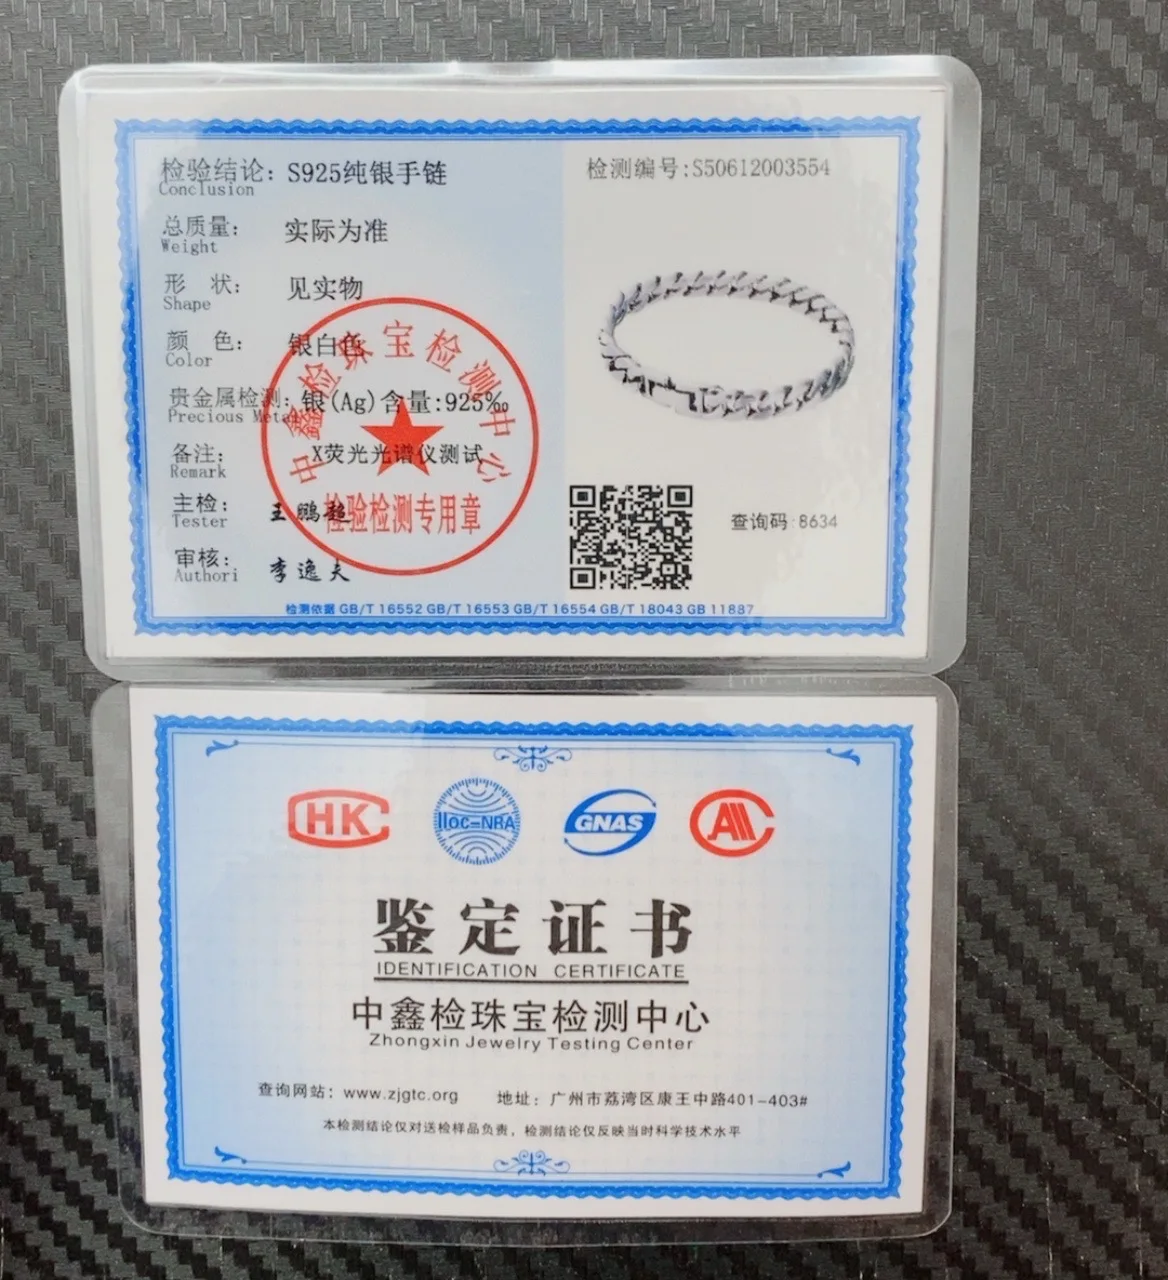 检验结论: S925纯银手链
Conclusion
总质量: 实际为准
Weight
形 状: 见实物
Shape
颜 色: 银白色
Color
贵金属检测: 银(Ag)含量:925‰
Precious Metal
备注: X荧光光谱仪测试
Remark
主检: 王鹏超
Tester
审核: 李逸夫
Authori
中鑫检珠宝检测中心
检验检测专用章
检测编号:S50612003554
查询码:8634
检测依据 GB/T 16552 GB/T 16553 GB/T 16554 GB/T 18043 GB 11887
HK
ilac-MRA
GNAS
鉴定证书
IDENTIFICATION CERTIFICATE
中鑫检珠宝检测中心
Zhongxin Jewelry Testing Center
查询网站: www.zjgtc.org 地址: 广州市荔湾区康王中路401-403#
本检测结论仅对送检样品负责，检测结论仅反映当时科学技术水平